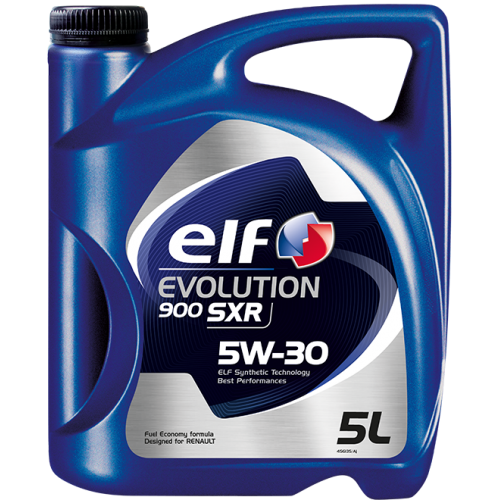 elf
EVOLUTION
900 SXR
5W-30
ELF Synthetic Technology
Best Performances
Fuel Economy formula
Designed for RENAULT
5L